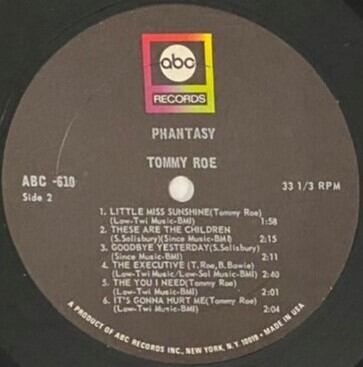 abc
RECORDS
PHANTASY
TOMMY ROE
ABC -610
Side 2
33 1/3 RPM
1. LITTLE MISS SUNSHINE(Tommy Roe)
(Low-Twi Music-BMI) 1:58
2. THESE ARE THE CHILDREN
(S.Salisbury)(Since Music-BMI) 2:15
3. GOODBYE YESTERDAY(S.Salisbury)
(Since Music-BMI) 2:11
4. THE EXECUTIVE (T.Roe,B.Bowie)
(Low-Twi Music/Low-Sal Music-BMI) 2:40
5. THE YOU I NEED(Tommy Roe)
(Low-Twi Music-BMI) 2:01
6. IT'S GONNA HURT ME(Tommy Roe)
(Low-Twi Music-BMI) 2:04
A PRODUCT OF ABC RECORDS INC., NEW YORK, N.Y. 10019 • MADE IN USA